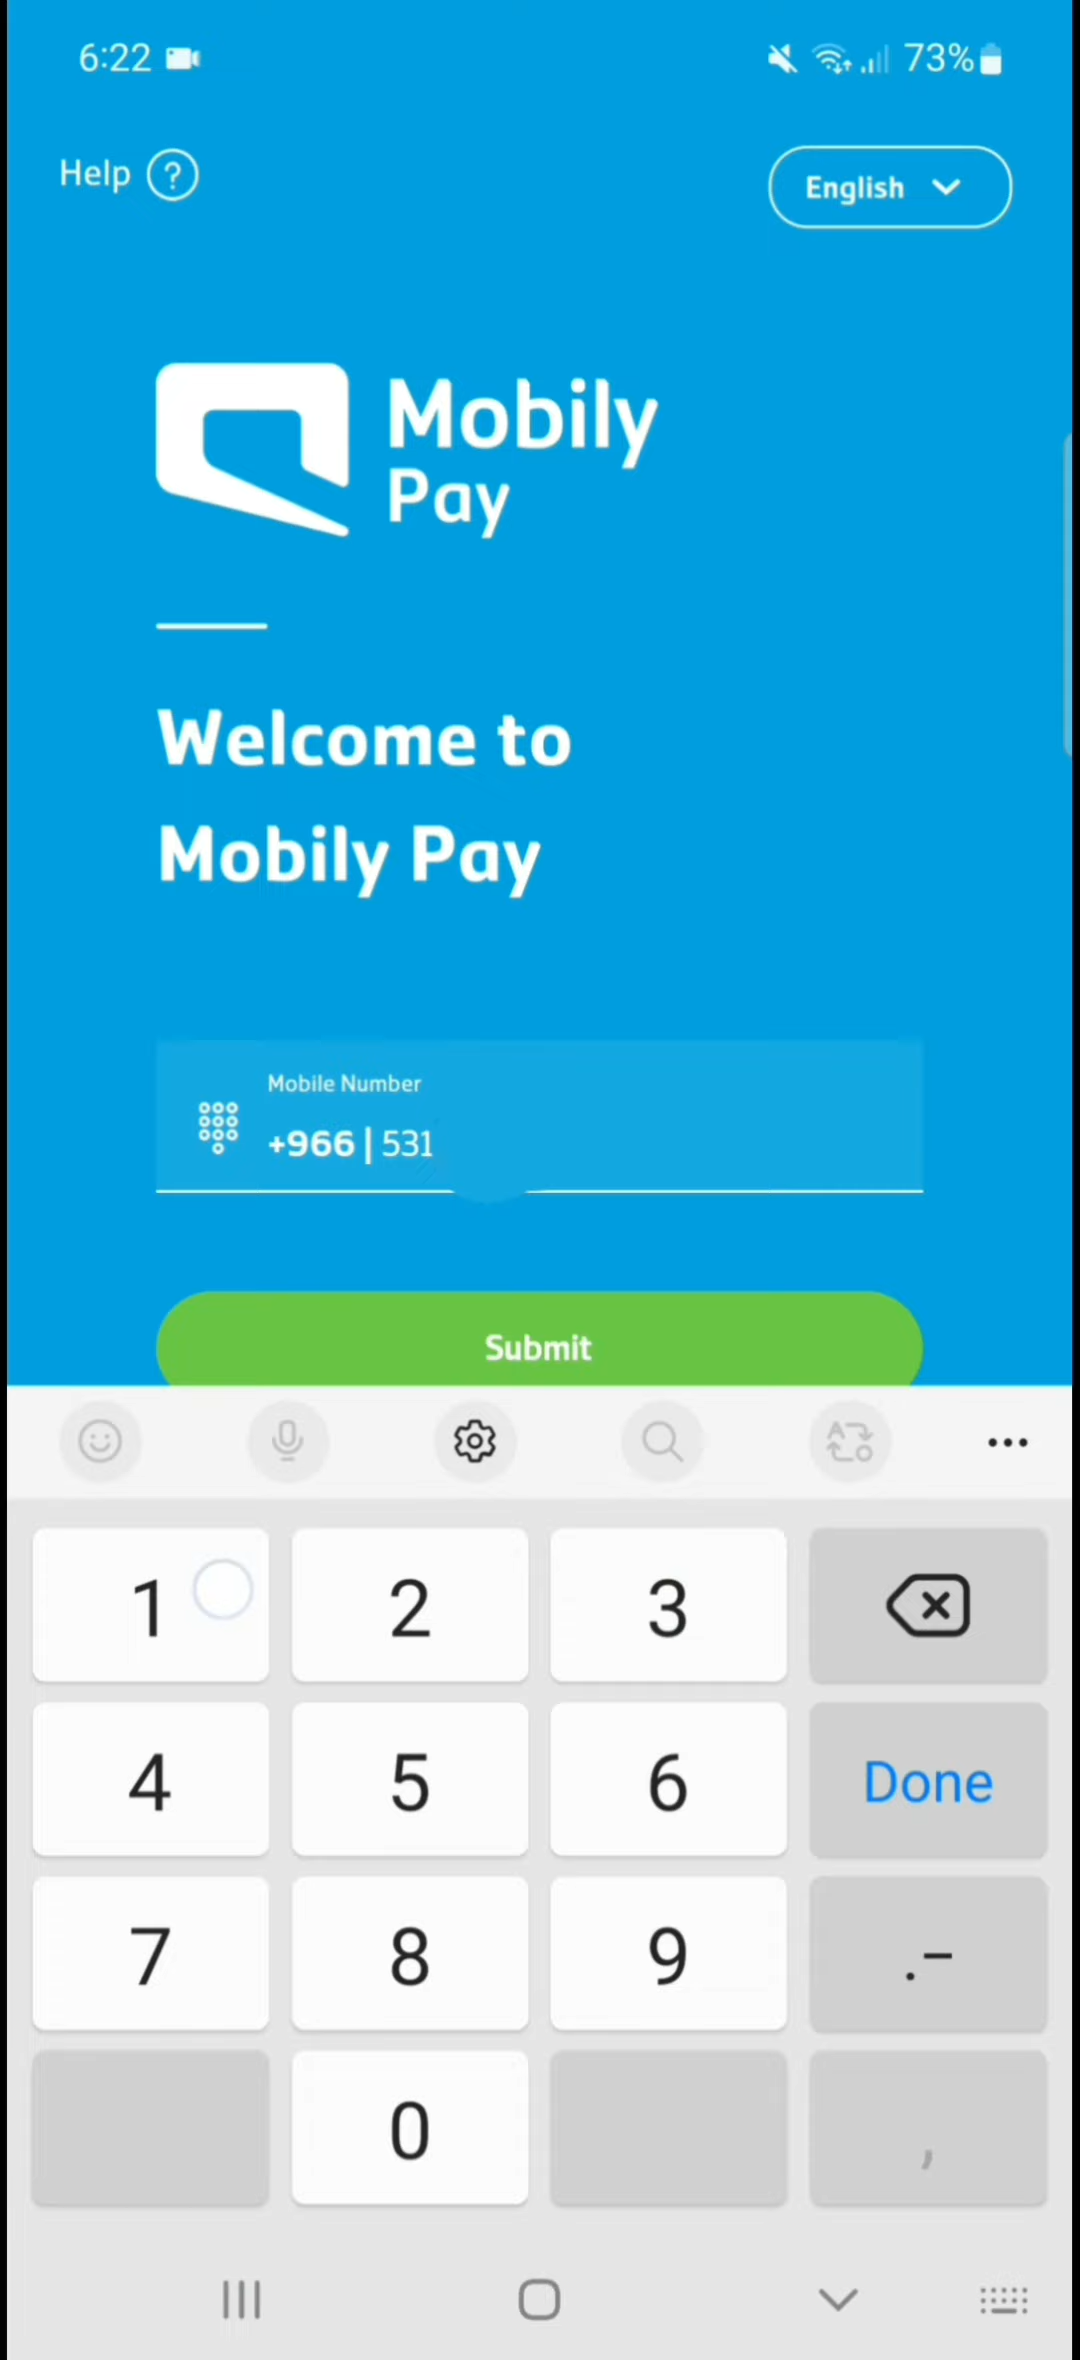 6:22 73%
Help ? English
Mobily
Pay
Welcome to
Mobily Pay
Mobile Number
+966 | 531
Submit
1 2 3
4 5 6 Done
7 8 9 .-
0 ,